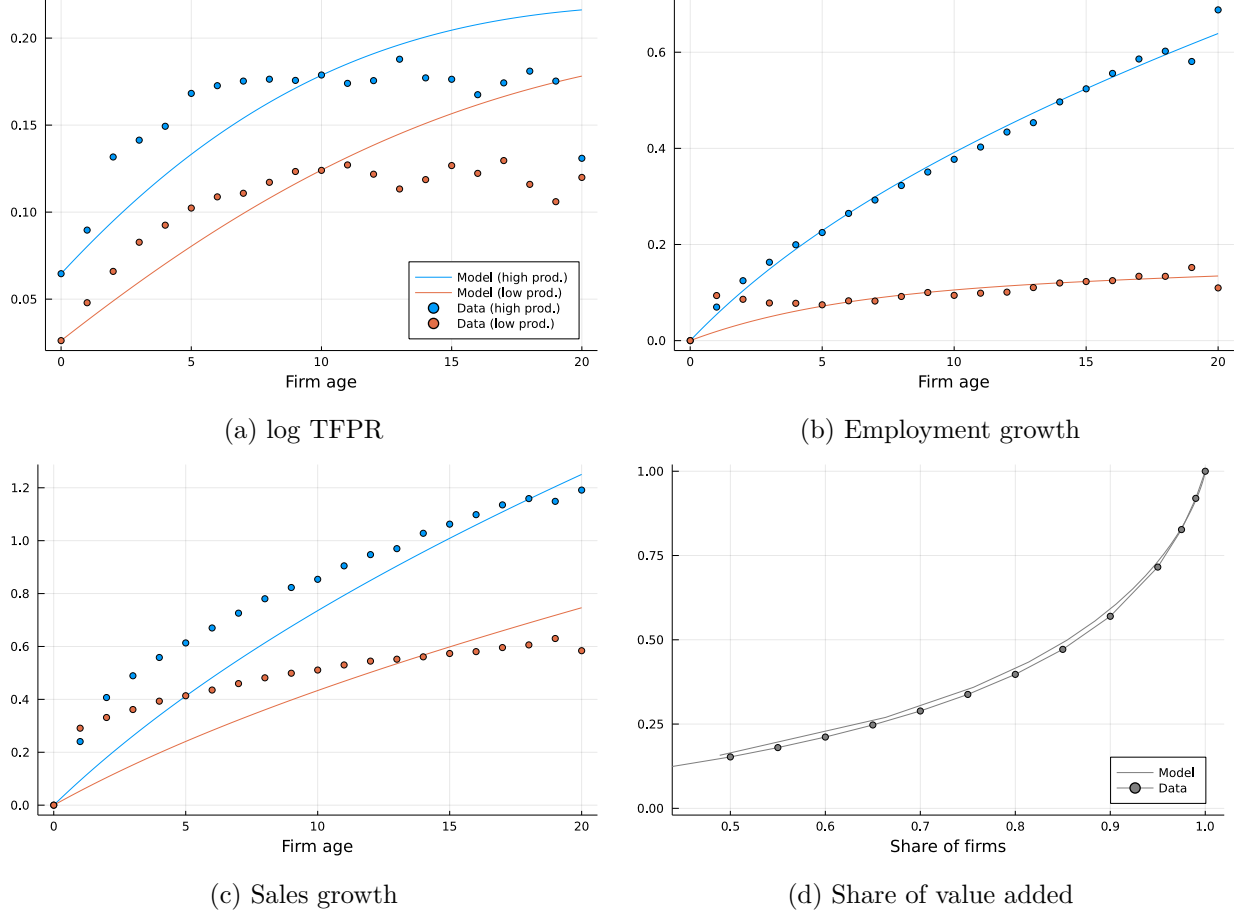 0.20
0.15
0.10
0.05
Model (high prod.)
Model (low prod.)
Data (high prod.)
Data (low prod.)
0 5 10 15 20
Firm age
(a) log TFPR
0.6
0.4
0.2
0.0
0 5 10 15 20
Firm age
(b) Employment growth
1.2
1.0
0.8
0.6
0.4
0.2
0.0
0 5 10 15 20
Firm age
(c) Sales growth
1.00
0.75
0.50
0.25
0.00
Model
Data
0.5 0.6 0.7 0.8 0.9 1.0
Share of firms
(d) Share of value added